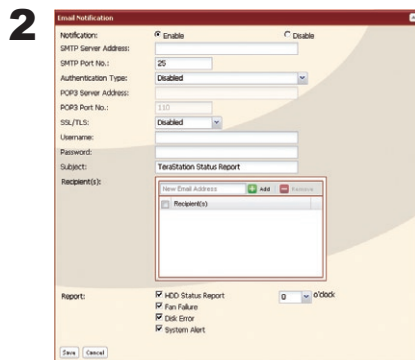 2
Email Notification
Notification: Enable Disable
SMTP Server Address:
SMTP Port No.: 25
Authentication Type: Disabled
POP3 Server Address:
POP3 Port No.: 110
SSL/TLS: Disabled
Username:
Password:
Subject: TeraStation Status Report
Recipient(s):
New Email Address Add Remove
Recipient(s)
Report: HDD Status Report 0 o'clock
Fan Failure
Disk Error
System Alert
Save Cancel